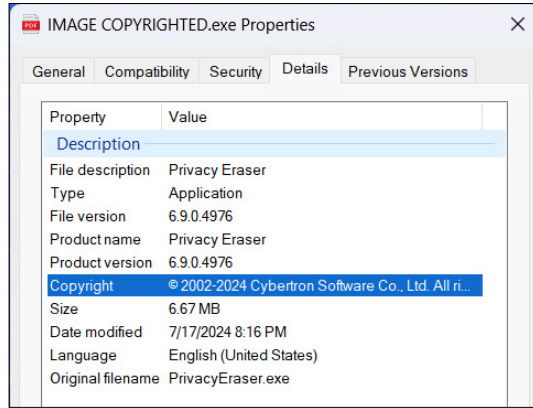 PDF
IMAGE COPYRIGHTED.exe Properties
General Compatibility Security Details Previous Versions
Property Value
Description
File description Privacy Eraser
Type Application
File version 6.9.0.4976
Product name Privacy Eraser
Product version 6.9.0.4976
Copyright © 2002-2024 Cybertron Software Co., Ltd. All ri...
Size 6.67 MB
Date modified 7/17/2024 8:16 PM
Language English (United States)
Original filename PrivacyEraser.exe